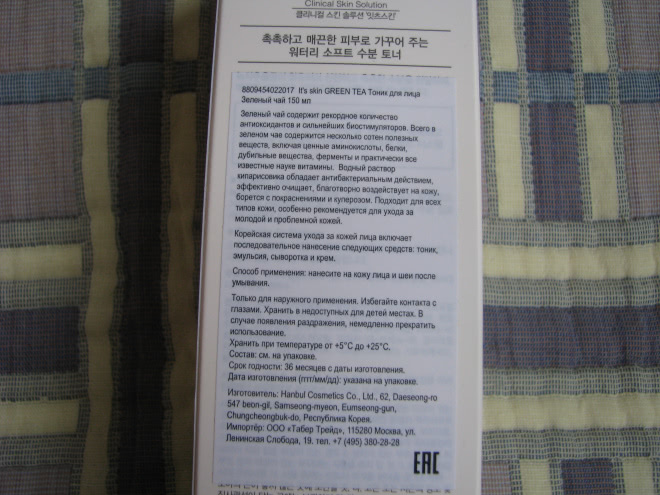 Clinical Skin Solution
클리니컬 스킨 솔루션 '잇츠스킨'
촉촉하고 매끈한 피부로 가꾸어 주는
워터리 소프트 수분 토너
8809454022017 It's skin GREEN TEA Тоник для лица
Зеленый чай 150 мл
Зеленый чай содержит рекордное количество
антиоксидантов и сильнейших биостимуляторов. Всего в
зеленом чае содержится несколько сотен полезных
веществ, включая ценные аминокислоты, белки,
дубильные вещества, ферменты и практически все
известные науке витамины. Водный раствор
кипарисовика обладает антибактериальным действием,
эффективно очищает, благотворно воздействует на кожу,
борется с покраснениями и куперозом. Подходит для всех
типов кожи, особенно рекомендуется для ухода за
молодой и проблемной кожей.
Корейская система ухода за кожей лица включает
последовательное нанесение следующих средств: тоник,
эмульсия, сыворотка и крем.
Способ применения: нанесите на кожу лица и шеи после
умывания.
Только для наружного применения. Избегайте контакта с
глазами. Хранить в недоступных для детей местах. В
случае появления раздражения, немедленно прекратить
использование.
Хранить при температуре от +5°С до +25°С.
Состав: см. на упаковке.
Срок годности: 36 месяцев с даты изготовления.
Дата изготовления (гггг/мм/дд): указана на упаковке.
Изготовитель: Hanbul Cosmetics Co., Ltd., 62, Daeseong-ro
547 beon-gil, Samseong-myeon, Eumseong-gun,
Chungcheongbuk-do, Республика Корея.
Импортёр: ООО «Табер Трейд», 115280 Москва, ул.
Ленинская Слобода, 19. тел. +7 (495) 380-28-28
EAC